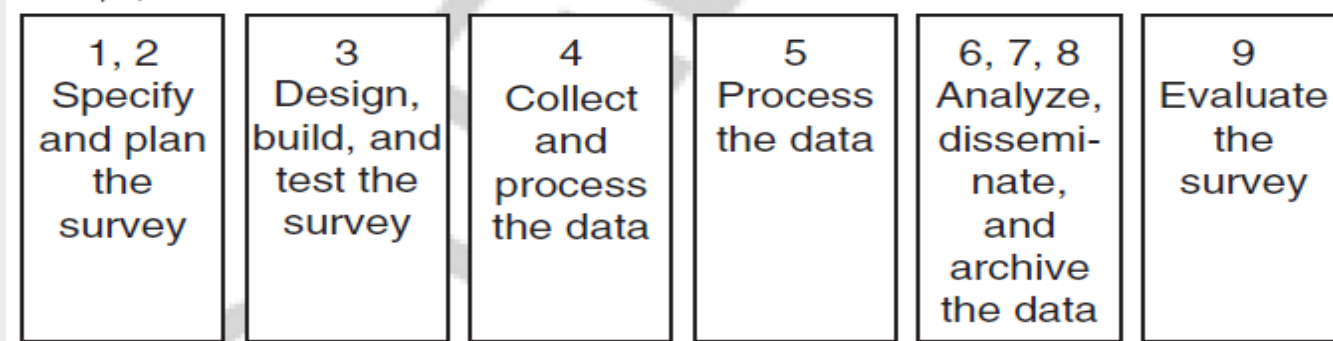 1, 2
Specify
and plan
the
survey
3
Design,
build, and
test the
survey
4
Collect
and
process
the data
5
Process
the data
6, 7, 8
Analyze,
dissemi-
nate,
and
archive
the data
9
Evaluate
the
survey